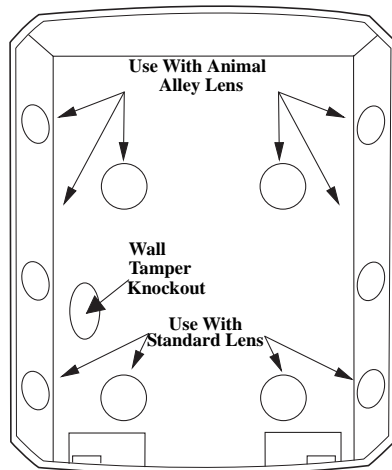 Use With Animal
Alley Lens
Wall
Tamper
Knockout
Use With
Standard Lens